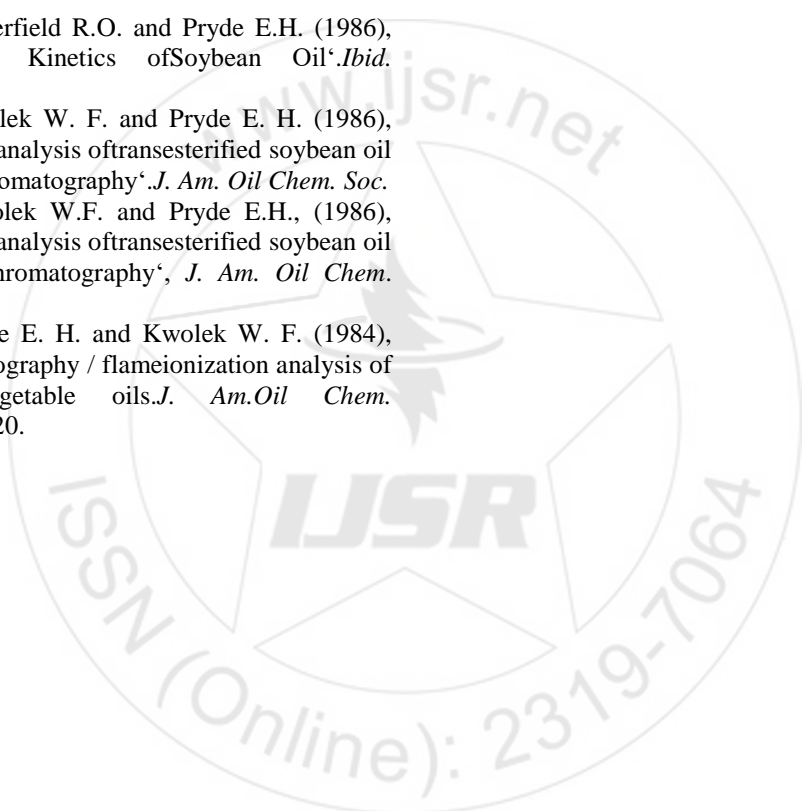 erfield R.O. and Pryde E.H. (1986),
Kinetics ofSoybean Oil‘.Ibid.
lek W. F. and Pryde E. H. (1986),
analysis oftransesterified soybean oil
omatography‘.J. Am. Oil Chem. Soc.
olek W.F. and Pryde E.H., (1986),
analysis oftransesterified soybean oil
hromatography‘, J. Am. Oil Chem.
e E. H. and Kwolek W. F. (1984),
ography / flameionization analysis of
getable oils.J. Am.Oil Chem.
20.
www.ijsr.net
IJSR
ISSN (Online): 2319-7064